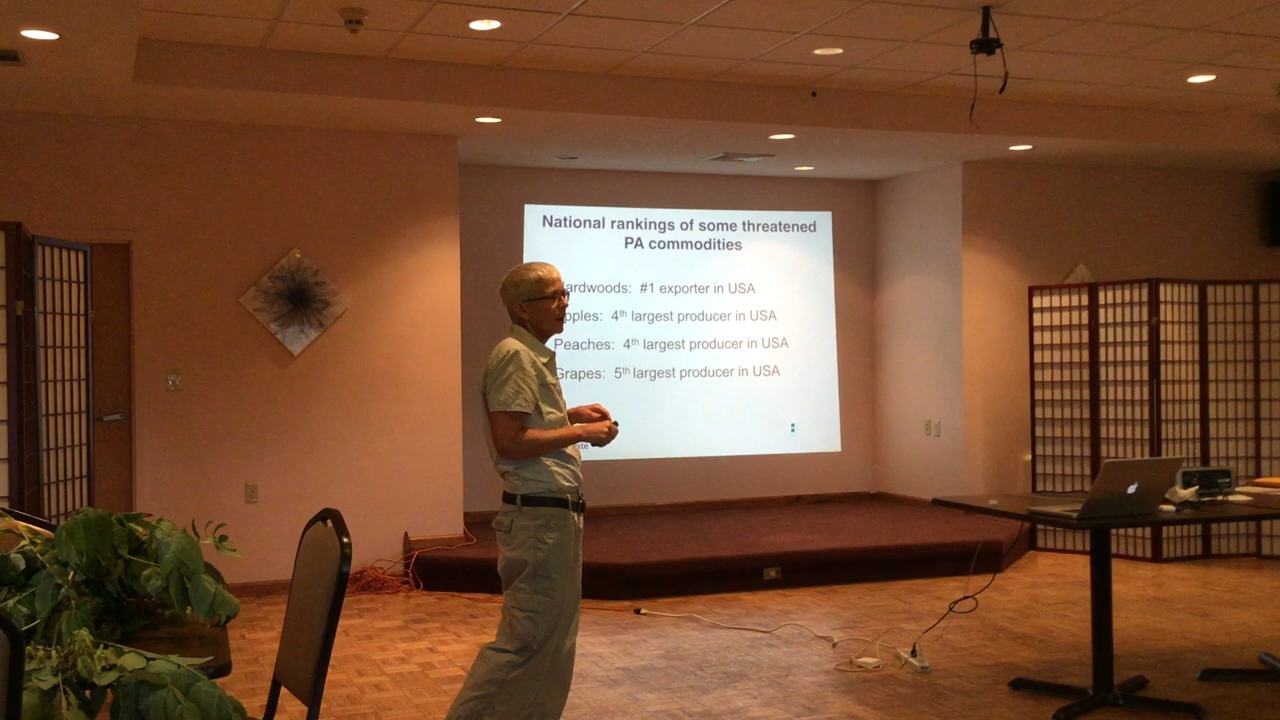 National rankings of some threatened
PA commodities
ardwoods: #1 exporter in USA
pples: 4th largest producer in USA
Peaches: 4th largest producer in USA
Grapes: 5th largest producer in USA